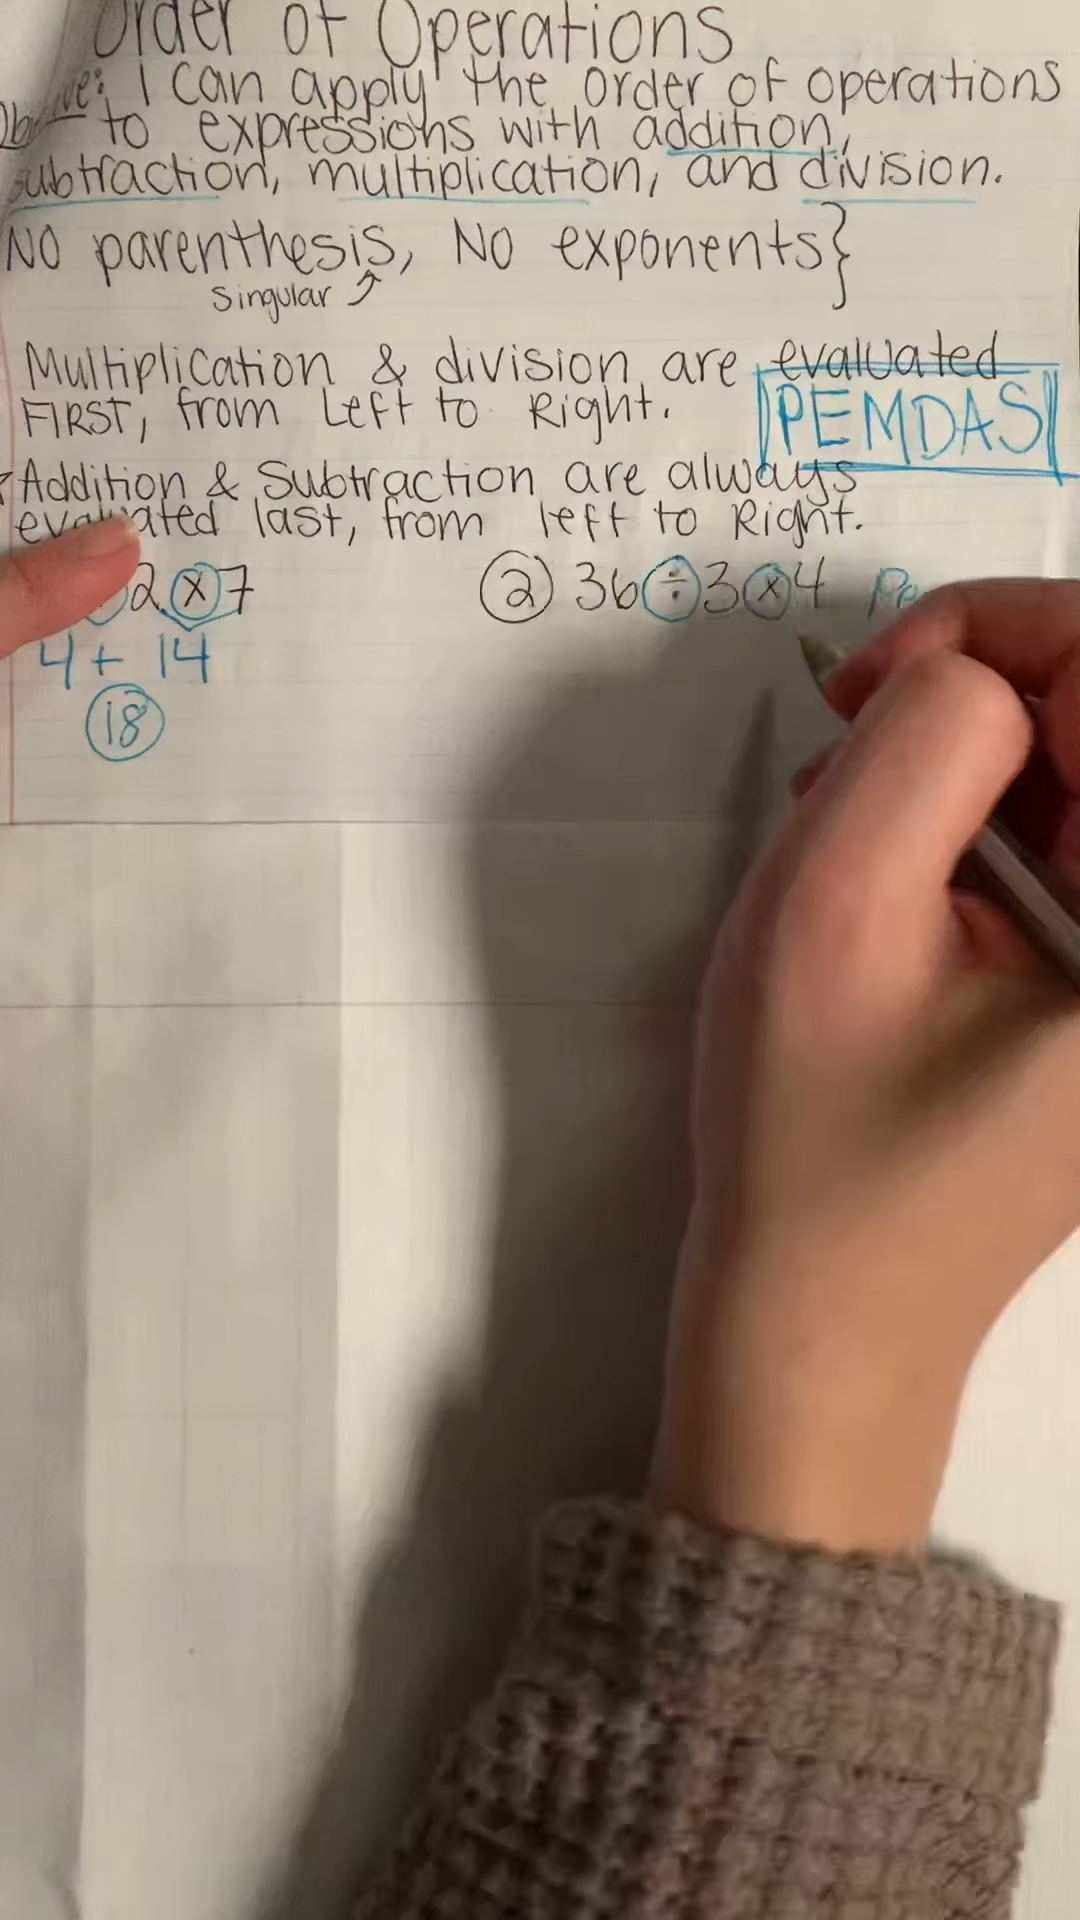 Order of Operations
I can apply the order of operations
to expressions with addition,
subtraction, multiplication, and division.
NO parenthesis, NO exponents}
singular
Multiplication & division are evaluated
FIRST, from Left to Right.
PEMDAS
Addition & Subtraction are always
evaluated last, from left to Right.
2 × 7
② 36 ÷ 3 × 4
4 + 14
18